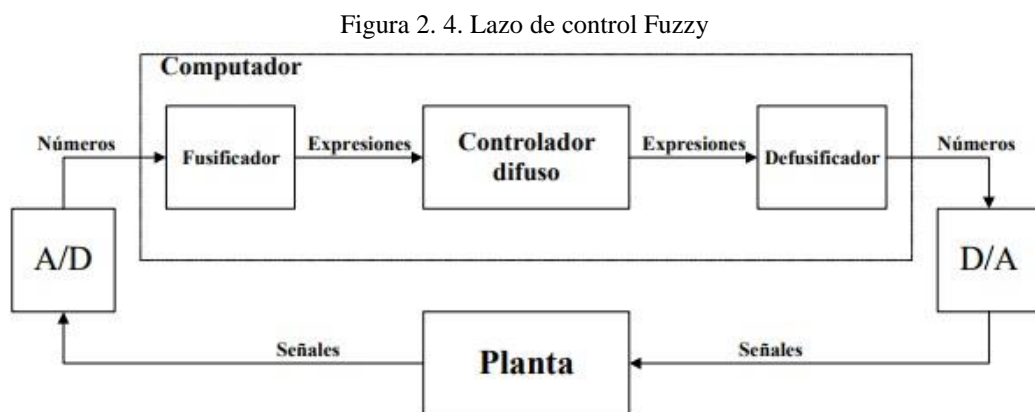 Figura 2. 4. Lazo de control Fuzzy
Computador
Números
Fusificador
Expresiones
Controlador
difuso
Expresiones
Defusificador
Números
A/D
D/A
Señales
Planta
Señales